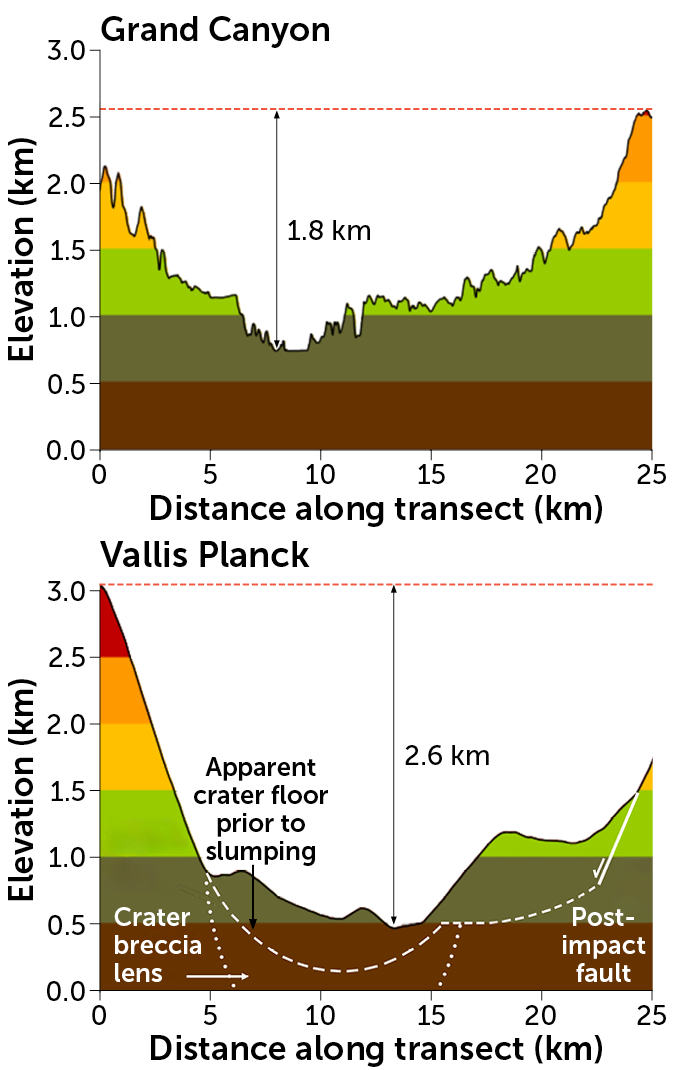 Grand Canyon
3.0
2.5
2.0
1.5
1.0
0.5
0.0
Elevation (km)
1.8 km
0 5 10 15 20 25
Distance along transect (km)
Vallis Planck
3.0
2.5
2.0
1.5
1.0
0.5
0.0
Elevation (km)
2.6 km
Apparent
crater floor
prior to
slumping
Crater
breccia
lens
Post-
impact
fault
0 5 10 15 20 25
Distance along transect (km)